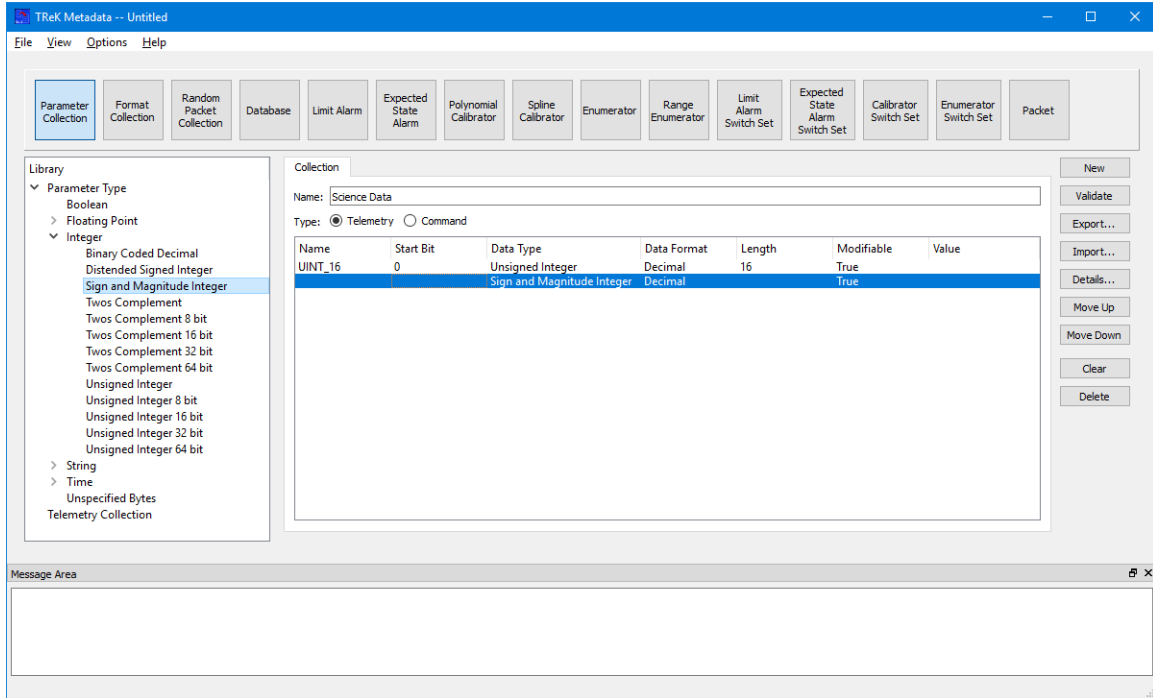 TReK Metadata -- Untitled
File View Options Help
Parameter Collection
Format Collection
Random Packet Collection
Database
Limit Alarm
Expected State Alarm
Polynomial Calibrator
Spline Calibrator
Enumerator
Range Enumerator
Limit Alarm Switch Set
Expected State Alarm Switch Set
Calibrator Switch Set
Enumerator Switch Set
Packet
Library
Parameter Type
Boolean
Floating Point
Integer
Binary Coded Decimal
Distended Signed Integer
Sign and Magnitude Integer
Twos Complement
Twos Complement 8 bit
Twos Complement 16 bit
Twos Complement 32 bit
Twos Complement 64 bit
Unsigned Integer
Unsigned Integer 8 bit
Unsigned Integer 16 bit
Unsigned Integer 32 bit
Unsigned Integer 64 bit
String
Time
Unspecified Bytes
Telemetry Collection
Collection
Name: Science Data
Type: Telemetry Command
Name Start Bit Data Type Data Format Length Modifiable Value
UINT_16 0 Unsigned Integer Decimal 16 True
Sign and Magnitude Integer Decimal True
New
Validate
Export...
Import...
Details...
Move Up
Move Down
Clear
Delete
Message Area